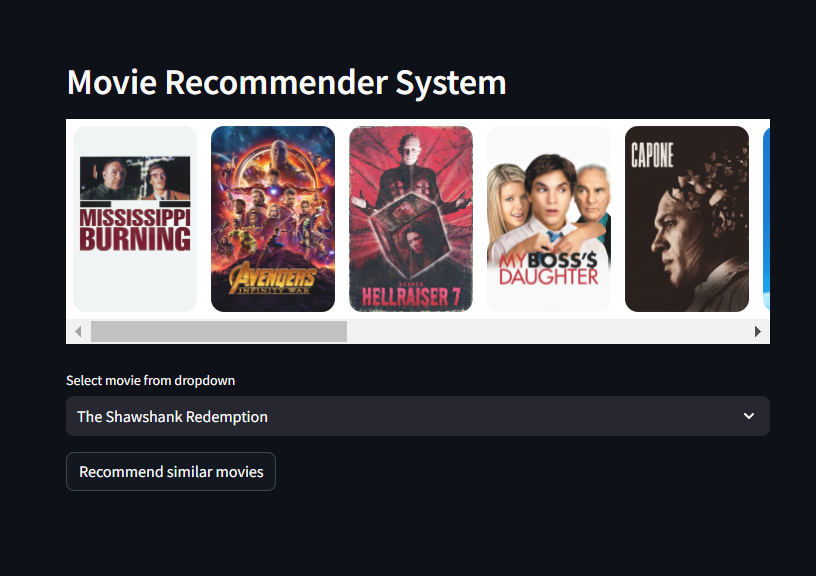 Movie Recommender System
MISSISSIPPI
BURNING
AVENGERS
INFINITY WAR
HELLRAISER 7
MY BOSS'S
DAUGHTER
CAPONE
Select movie from dropdown
The Shawshank Redemption
Recommend similar movies